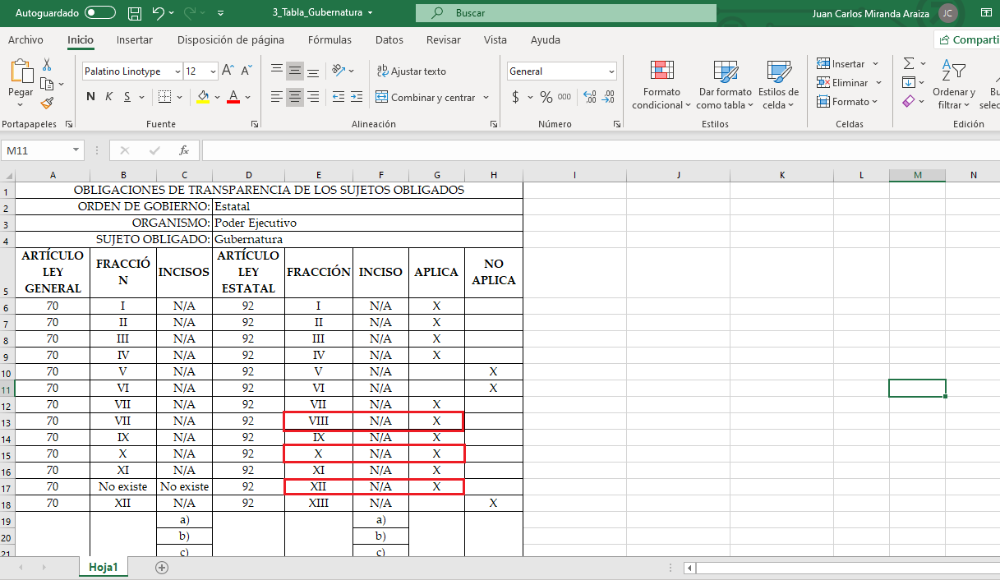 Autoguardado 3_Tabla_Gubernatura Buscar Juan Carlos Miranda Araiza JC
Archivo Inicio Insertar Disposición de página Fórmulas Datos Revisar Vista Ayuda Comparti
Pegar
Palatino Linotype 12
N K S
Ajustar texto
Combinar y centrar
General
$ % 000
Formato condicional
Dar formato como tabla
Estilos de celda
Insertar
Eliminar
Formato
Ordenar y filtrar
Portapapeles Fuente Alineación Número Estilos Celdas Edición
M11 fx
A B C D E F G H I J K L M N
1 OBLIGACIONES DE TRANSPARENCIA DE LOS SUJETOS OBLIGADOS
2 ORDEN DE GOBIERNO: Estatal
3 ORGANISMO: Poder Ejecutivo
4 SUJETO OBLIGADO: Gubernatura
5 ARTÍCULO LEY GENERAL FRACCIÓN INCISOS ARTÍCULO LEY ESTATAL FRACCIÓN INCISO APLICA NO APLICA
6 70 I N/A 92 I N/A X
7 70 II N/A 92 II N/A X
8 70 III N/A 92 III N/A X
9 70 IV N/A 92 IV N/A X
10 70 V N/A 92 V N/A X
11 70 VI N/A 92 VI N/A X
12 70 VII N/A 92 VII N/A X
13 70 VII N/A 92 VIII N/A X
14 70 IX N/A 92 IX N/A X
15 70 X N/A 92 X N/A X
16 70 XI N/A 92 XI N/A X
17 70 No existe No existe 92 XII N/A X
18 70 XII N/A 92 XIII N/A X
19 a) a)
20 b) b)
21 c) c)
Hoja1